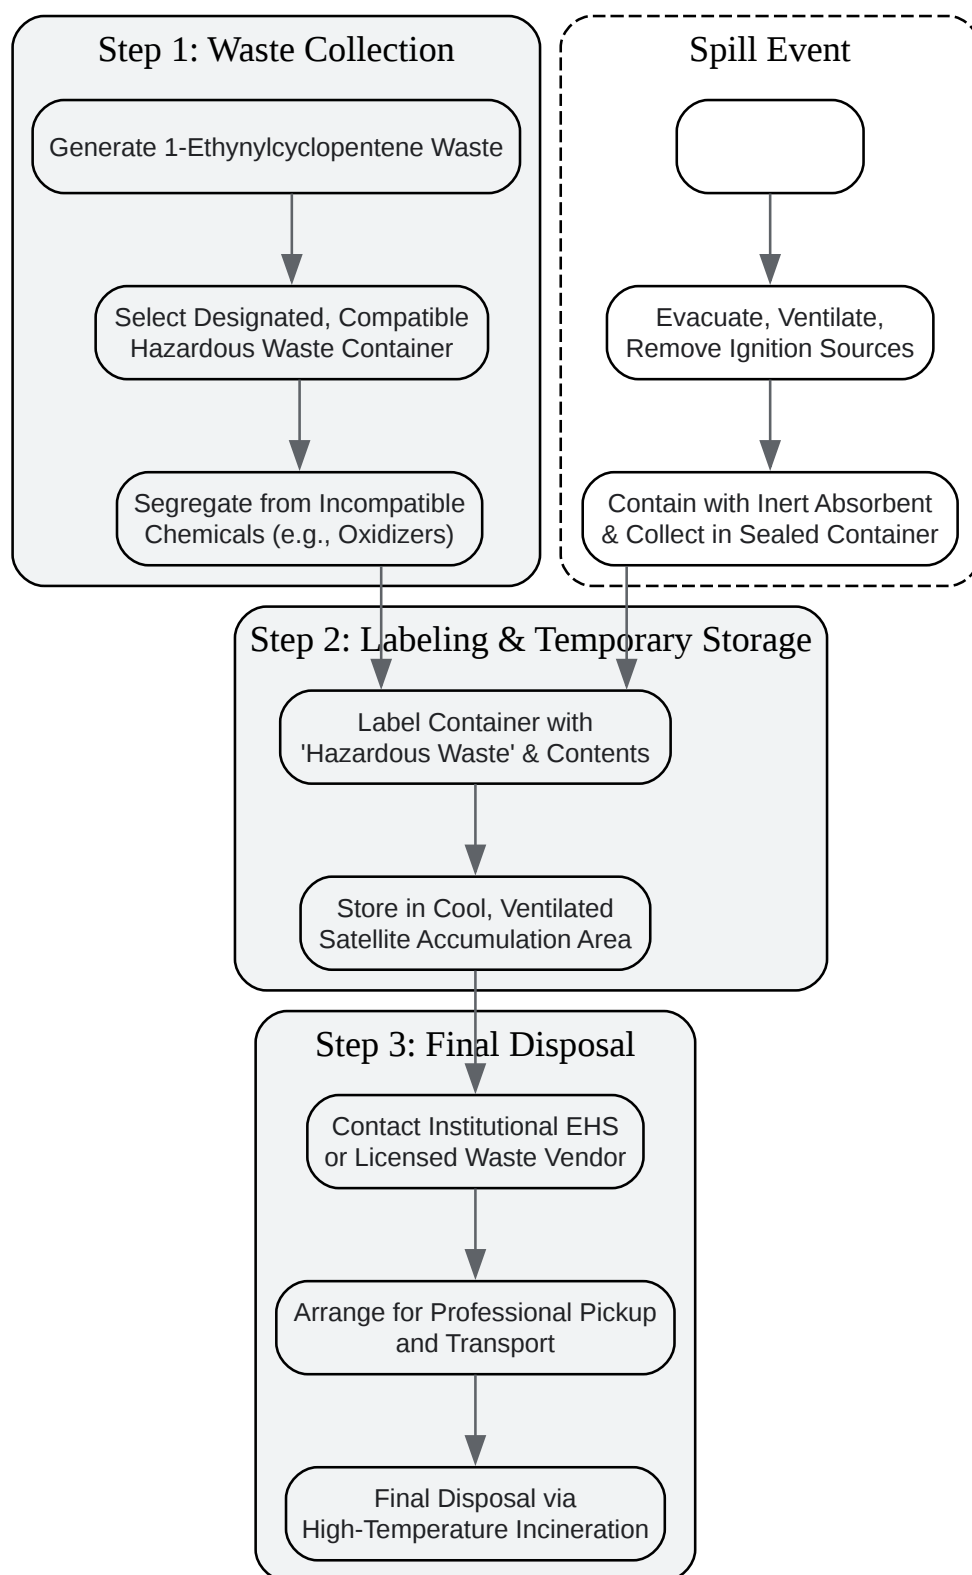 Step 1: Waste Collection
Generate 1-Ethynylcyclopentene Waste
Select Designated, Compatible
Hazardous Waste Container
Segregate from Incompatible
Chemicals (e.g., Oxidizers)
Spill Event
Evacuate, Ventilate,
Remove Ignition Sources
Contain with Inert Absorbent
& Collect in Sealed Container
Step 2: Labeling & Temporary Storage
Label Container with
'Hazardous Waste' & Contents
Store in Cool, Ventilated
Satellite Accumulation Area
Step 3: Final Disposal
Contact Institutional EHS
or Licensed Waste Vendor
Arrange for Professional Pickup
and Transport
Final Disposal via
High-Temperature Incineration